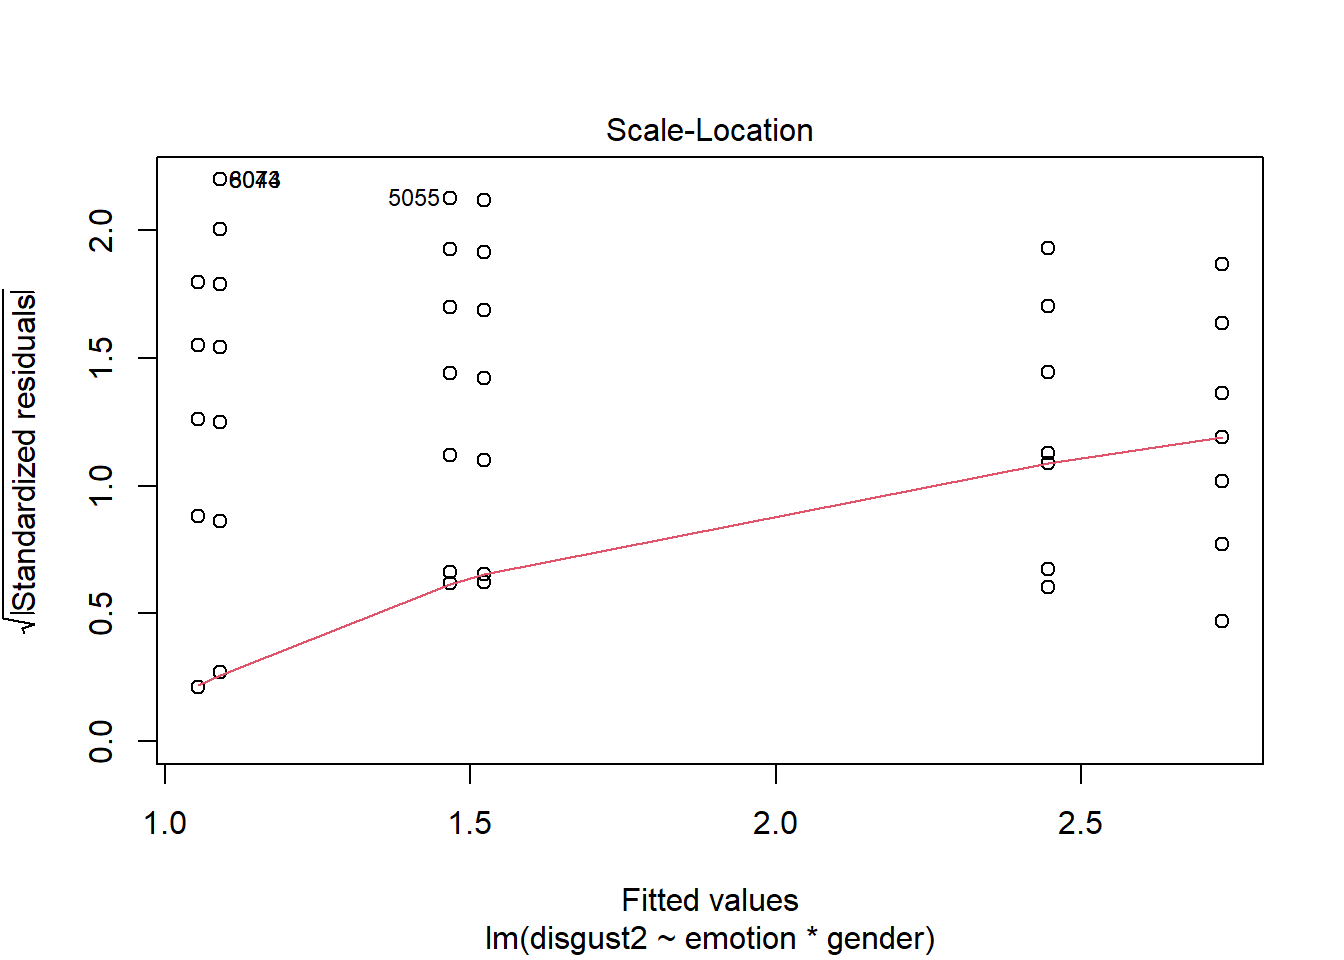 Scale-Location
5055
√|Standardized residuals|
2.0
1.5
1.0
0.5
0.0
1.0 1.5 2.0 2.5
Fitted values
lm(disgust2 ~ emotion * gender)